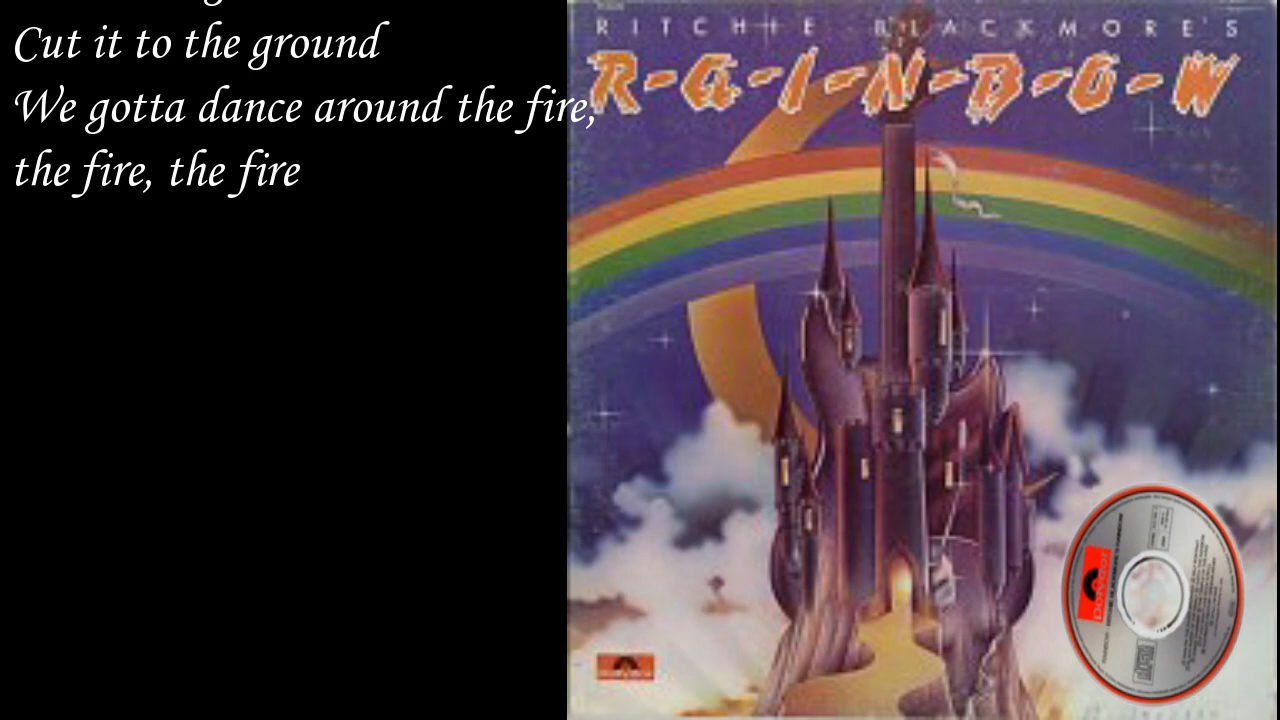 Cut it to the ground
We gotta dance around the fire,
the fire, the fire
RITCHIE BLACKMORE'S
R-A-I-N-B-O-W